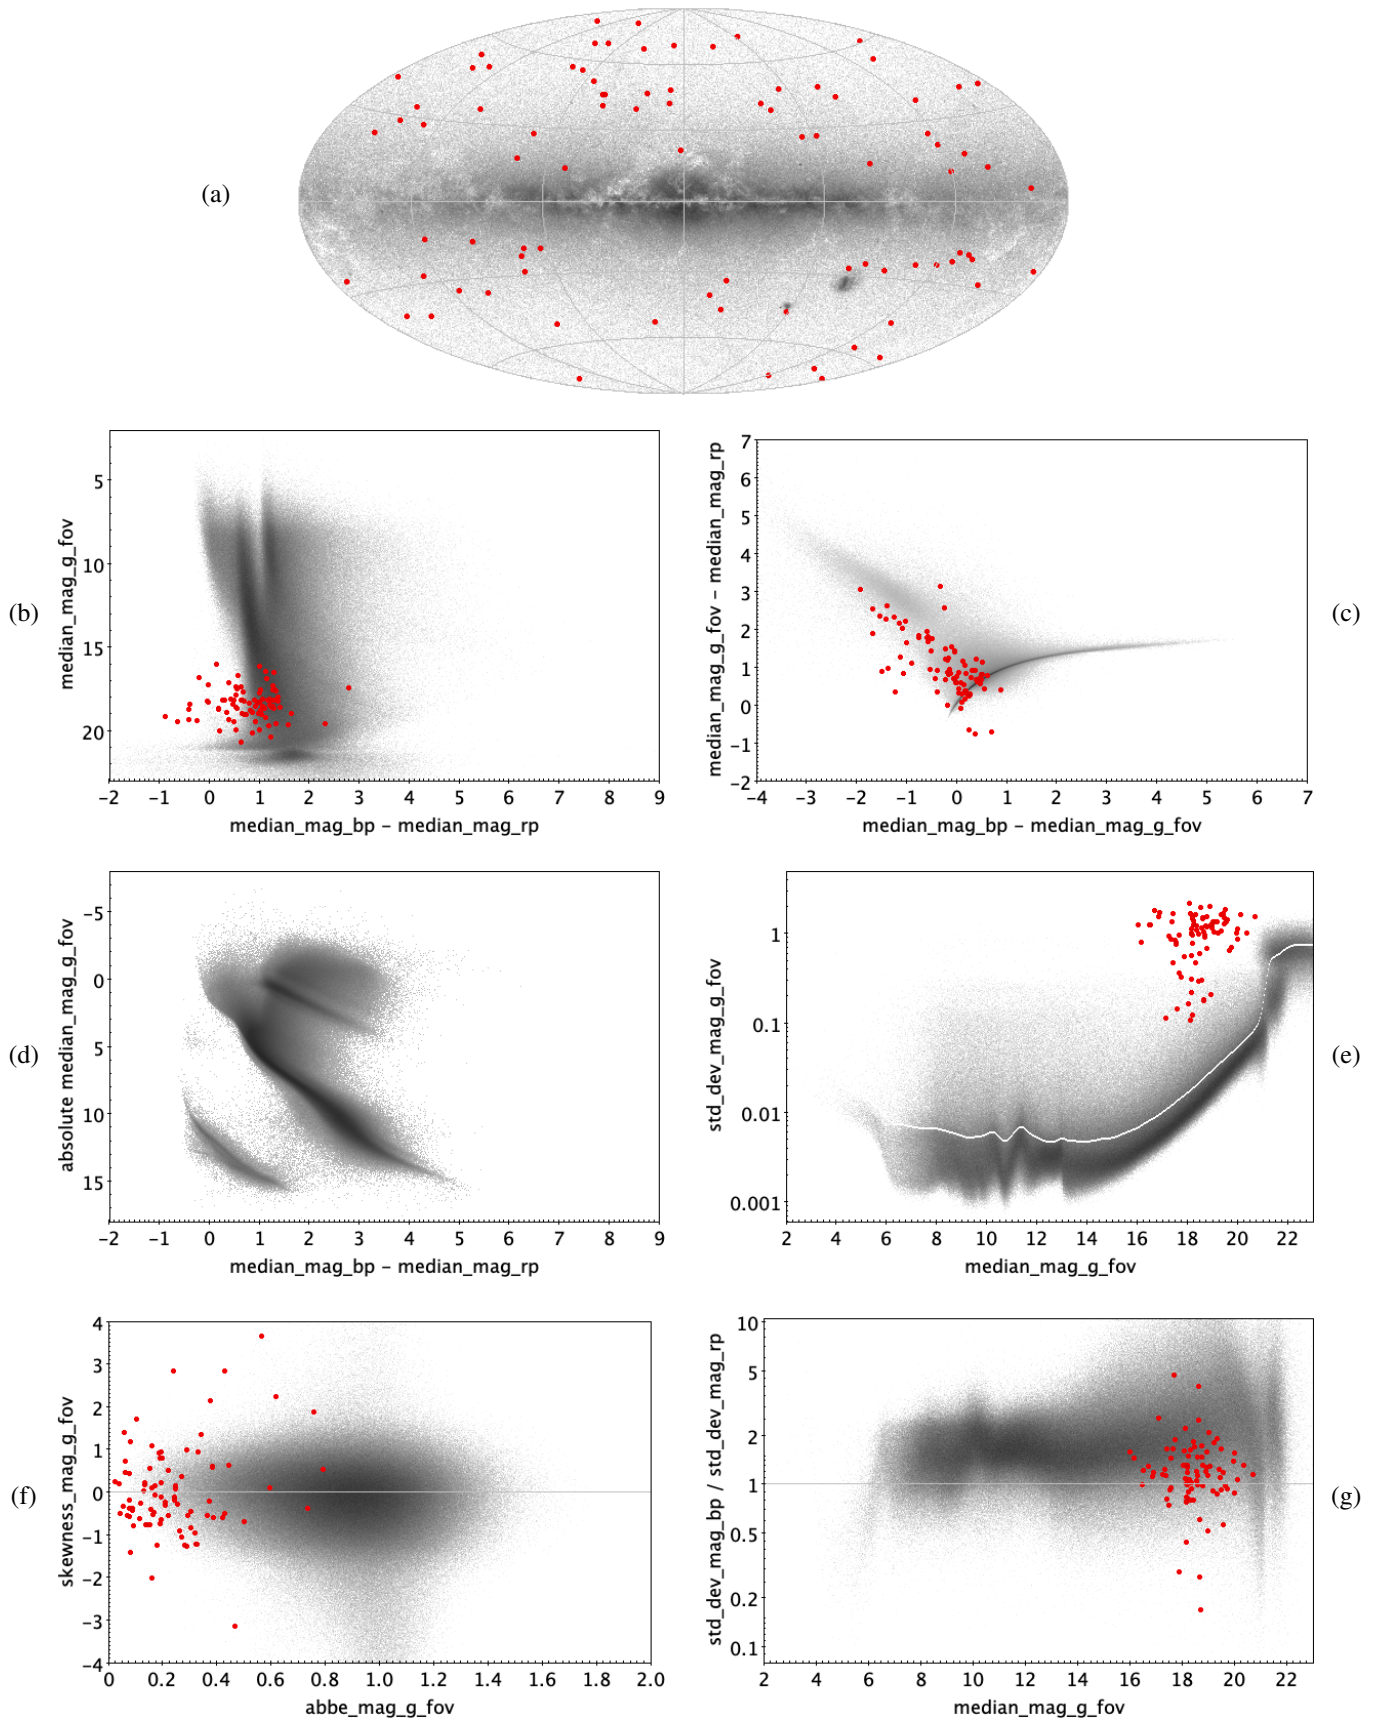 (a)
5
10
15
20
median_mag_g_fov
(b)
−2 −1 0 1 2 3 4 5 6 7 8 9
median_mag_bp − median_mag_rp
7
6
5
4
3
2
1
0
−1
−2
median_mag_g_fov − median_mag_rp
(c)
−4 −3 −2 −1 0 1 2 3 4 5 6 7
median_mag_bp − median_mag_g_fov
−5
0
5
10
15
absolute median_mag_g_fov
(d)
−2 −1 0 1 2 3 4 5 6 7 8 9
median_mag_bp − median_mag_rp
1
0.1
0.01
0.001
std_dev_mag_g_fov
(e)
2 4 6 8 10 12 14 16 18 20 22
median_mag_g_fov
4
3
2
1
0
−1
−2
−3
−4
skewness_mag_g_fov
(f)
0 0.2 0.4 0.6 0.8 1.0 1.2 1.4 1.6 1.8 2.0
abbe_mag_g_fov
10
5
2
1
0.5
0.2
0.1
std_dev_mag_bp / std_dev_mag_rp
(g)
2 4 6 8 10 12 14 16 18 20 22
median_mag_g_fov